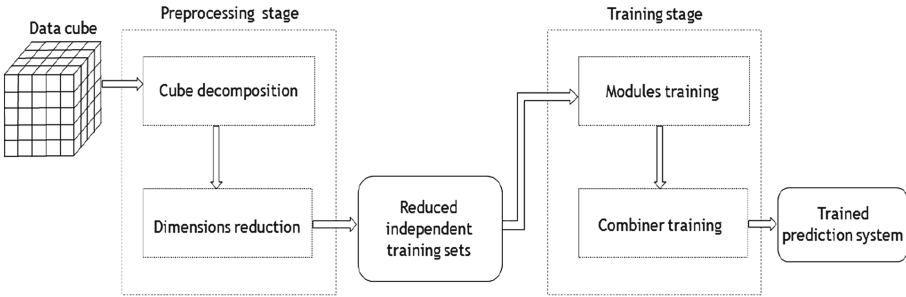 Preprocessing stage
Data cube
Cube decomposition
Dimensions reduction
Reduced
independent
training sets
Training stage
Modules training
Combiner training
Trained
prediction system